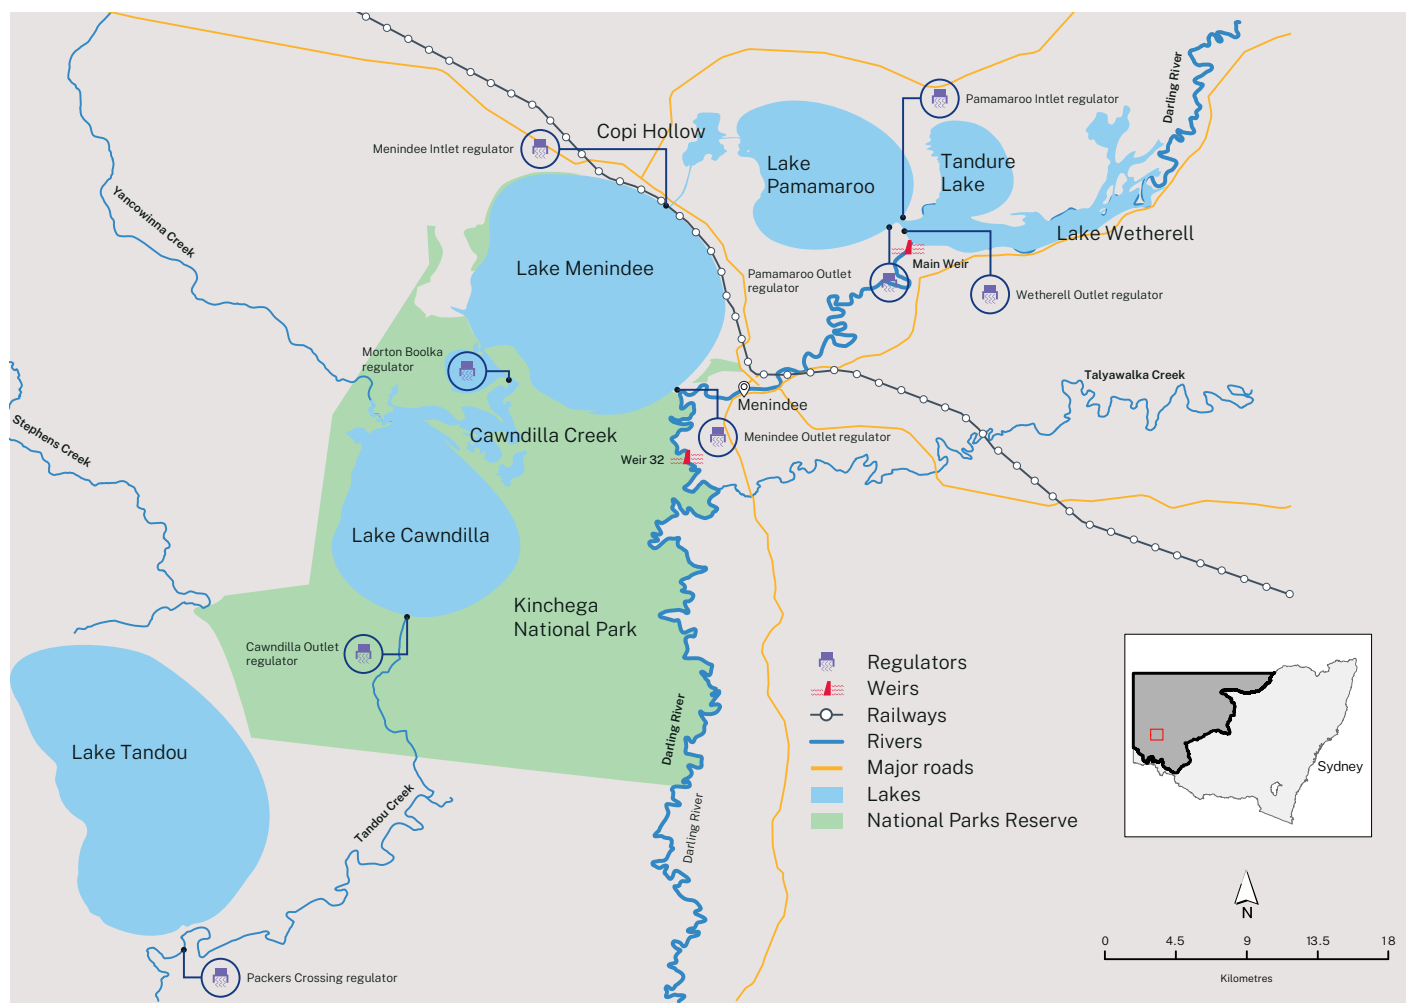 Darling River
Pamamaroo Intlet regulator
Copi Hollow
Menindee Intlet regulator
Lake
Pamamaroo
Tandure
Lake
Yancowinna Creek
Lake Wetherell
Lake Menindee
Main Weir
Pamamaroo Outlet
regulator
Wetherell Outlet regulator
Morton Boolka
regulator
Talyawalka Creek
Menindee
Stephens Creek
Cawndilla Creek
Menindee Outlet regulator
Weir 32
Lake Cawndilla
Kinchega
National Park
Cawndilla Outlet
regulator
Lake Tandou
Darling River
Tandou Creek
Darling River
Packers Crossing regulator
Regulators
Weirs
Railways
Rivers
Major roads
Lakes
National Parks Reserve
Sydney
N
0 4.5 9 13.5 18
Kilometres